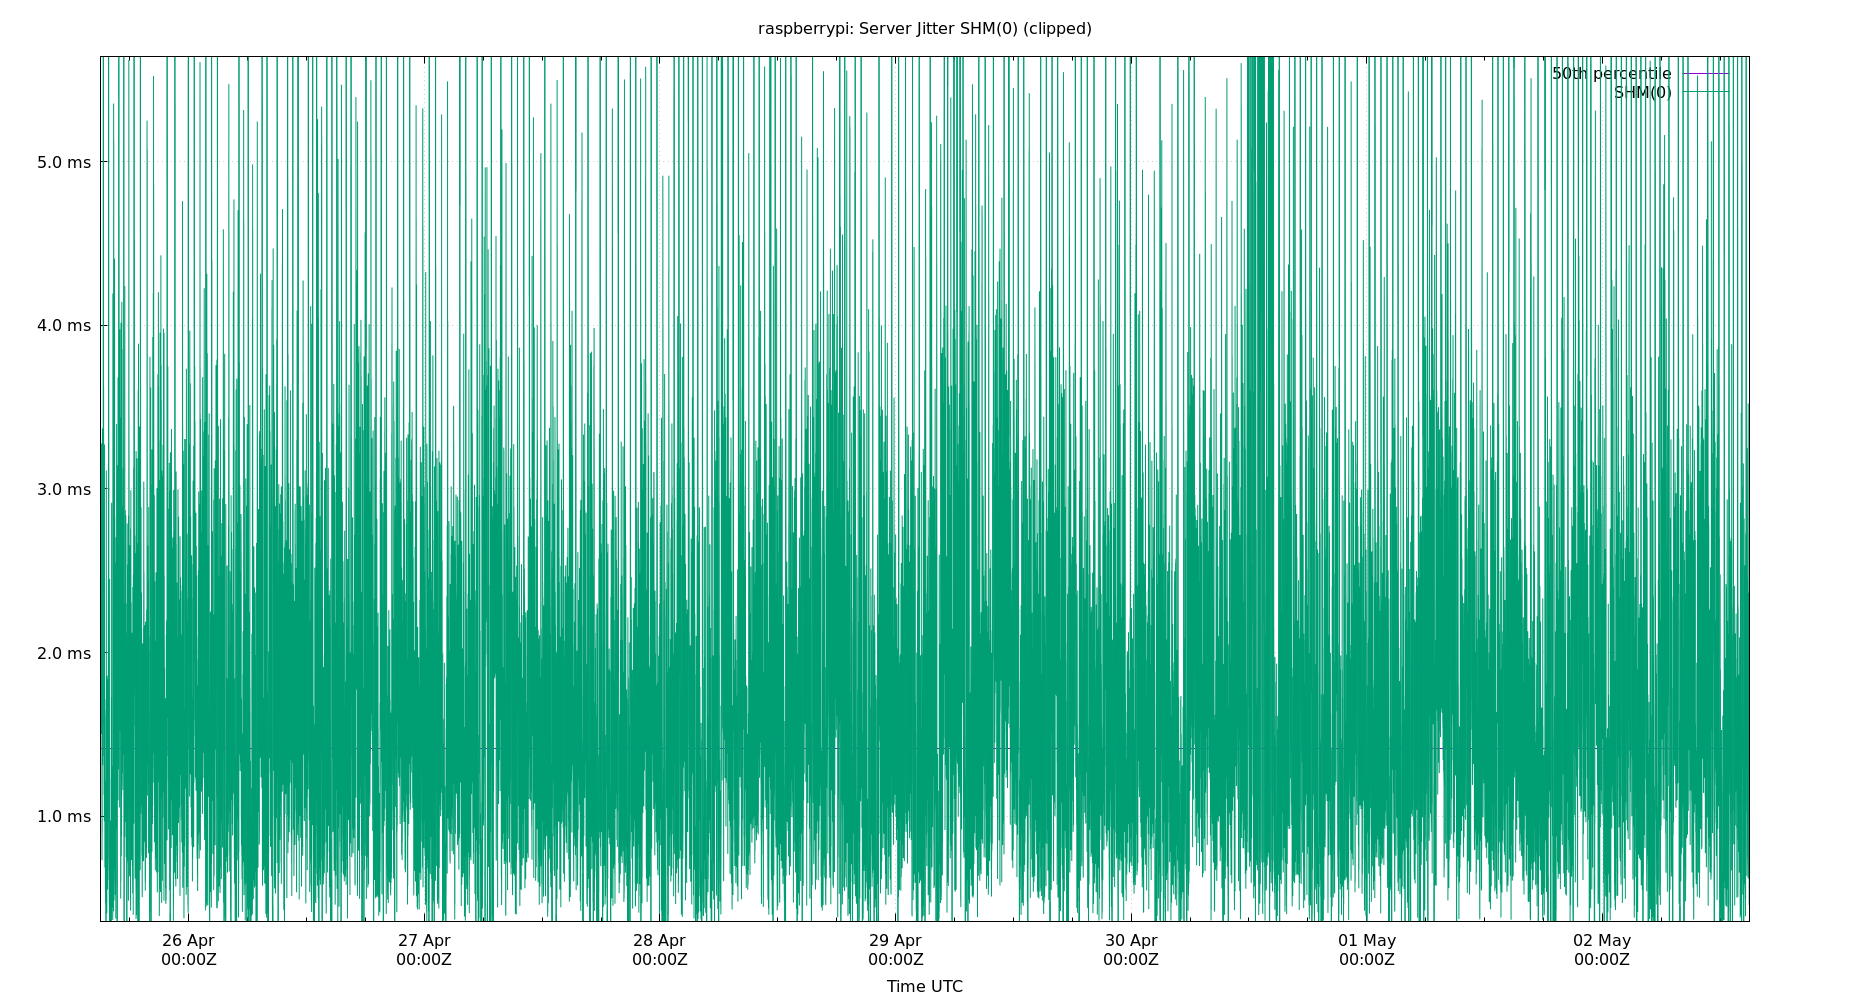 raspberrypi: Server Jitter SHM(0) (clipped)
50th percentile
SHM(0)
5.0 ms
4.0 ms
3.0 ms
2.0 ms
1.0 ms
26 Apr 27 Apr 28 Apr 29 Apr 30 Apr 01 May 02 May
00:00Z 00:00Z 00:00Z 00:00Z 00:00Z 00:00Z 00:00Z
Time UTC